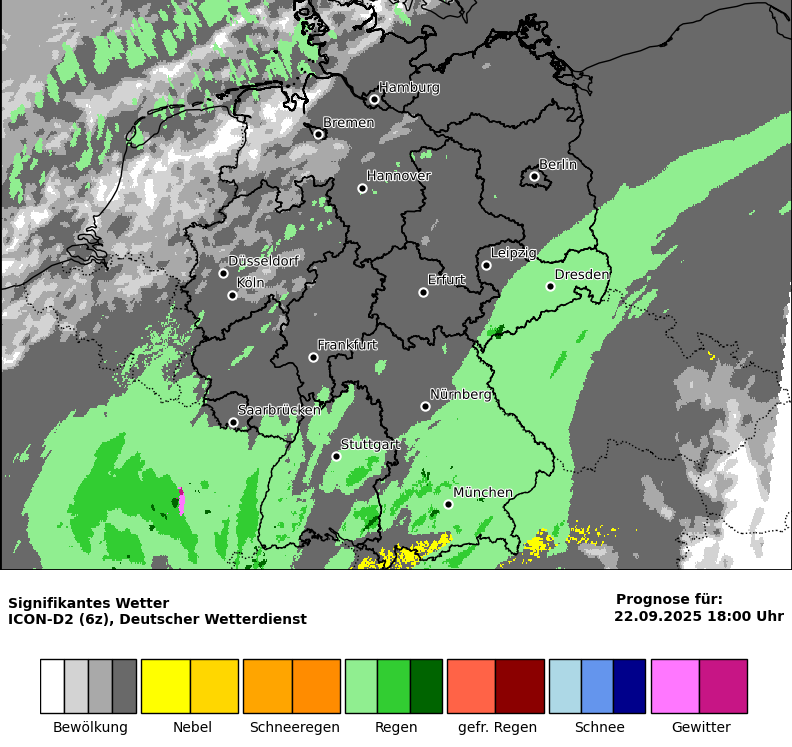 Hamburg
Bremen
Berlin
Hannover
Leipzig
Düsseldorf
Dresden
Köln
Erfurt
Frankfurt
Nürnberg
Saarbrücken
Stuttgart
München
Signifikantes Wetter
ICON-D2 (6z), Deutscher Wetterdienst
Prognose für:
22.09.2025 18:00 Uhr
Bewölkung Nebel Schneeregen Regen gefr. Regen Schnee Gewitter